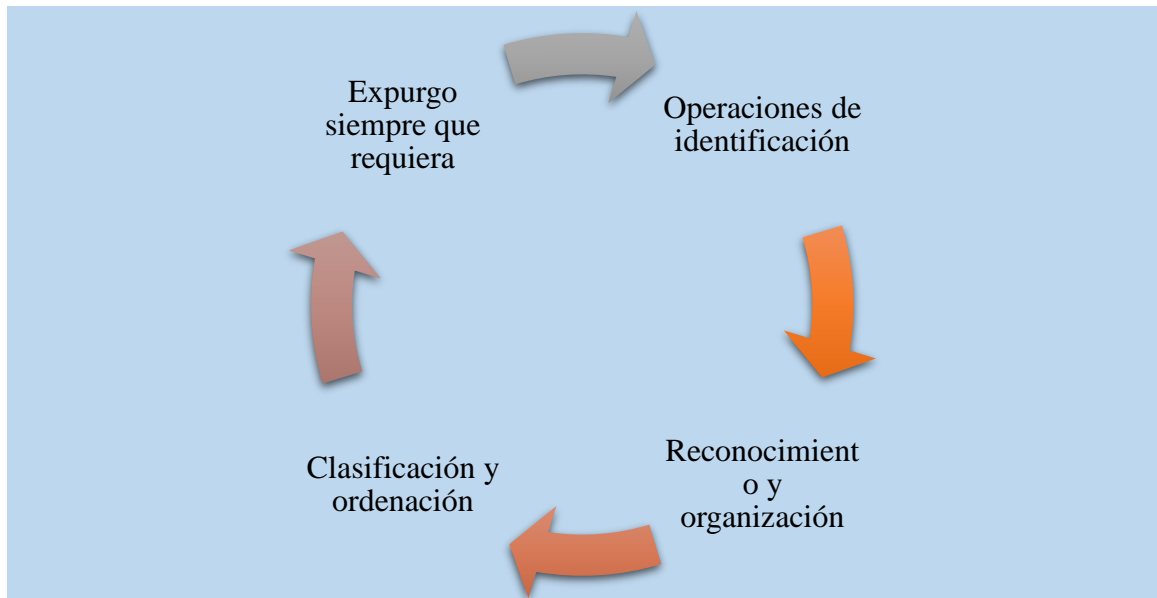 Expurgo
siempre que
requiera
Operaciones de
identificación
Reconocimient
o y
organización
Clasificación y
ordenación